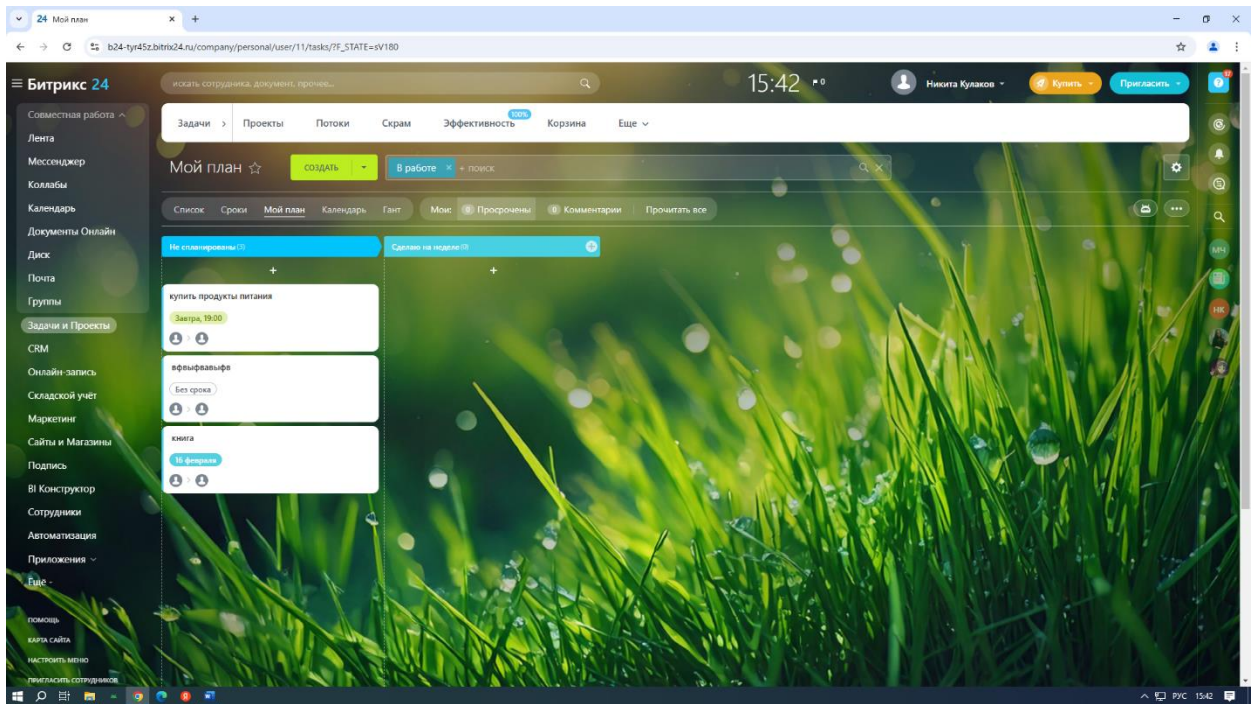 24 Мой план
b24-tyr45z.bitrix24.ru/company/personal/user/11/tasks/?F_STATE=sV180
Битрикс 24
искать сотрудника, документ, прочее...
15:42
0
Никита Кулаков
Купить
Пригласить
12
Совместная работа
Лента
Мессенджер
Коллабы
Календарь
Документы Онлайн
Диск
Почта
Группы
Задачи и Проекты
CRM
Онлайн-запись
Складской учёт
Маркетинг
Сайты и Магазины
Подпись
BI Конструктор
Сотрудники
Автоматизация
Приложения
Ещё -
ПОМОЩЬ
КАРТА САЙТА
НАСТРОИТЬ МЕНЮ
ПРИГЛАСИТЬ СОТРУДНИКОВ
Задачи > Проекты Потоки Скрам Эффективность 100% Корзина Еще
Мой план
СОЗДАТЬ
В работе × + поиск
Список Сроки Мой план Календарь Гант Мои: 0 Просрочены 0 Комментарии Прочитать все
Не спланированы (3)
Сделаю на неделе (0)
+ +
купить продукты питания
Завтра, 19:00
вфвыфвавыфв
Без срока
книга
16 февраля
МЧ
НК
РУС 15:42